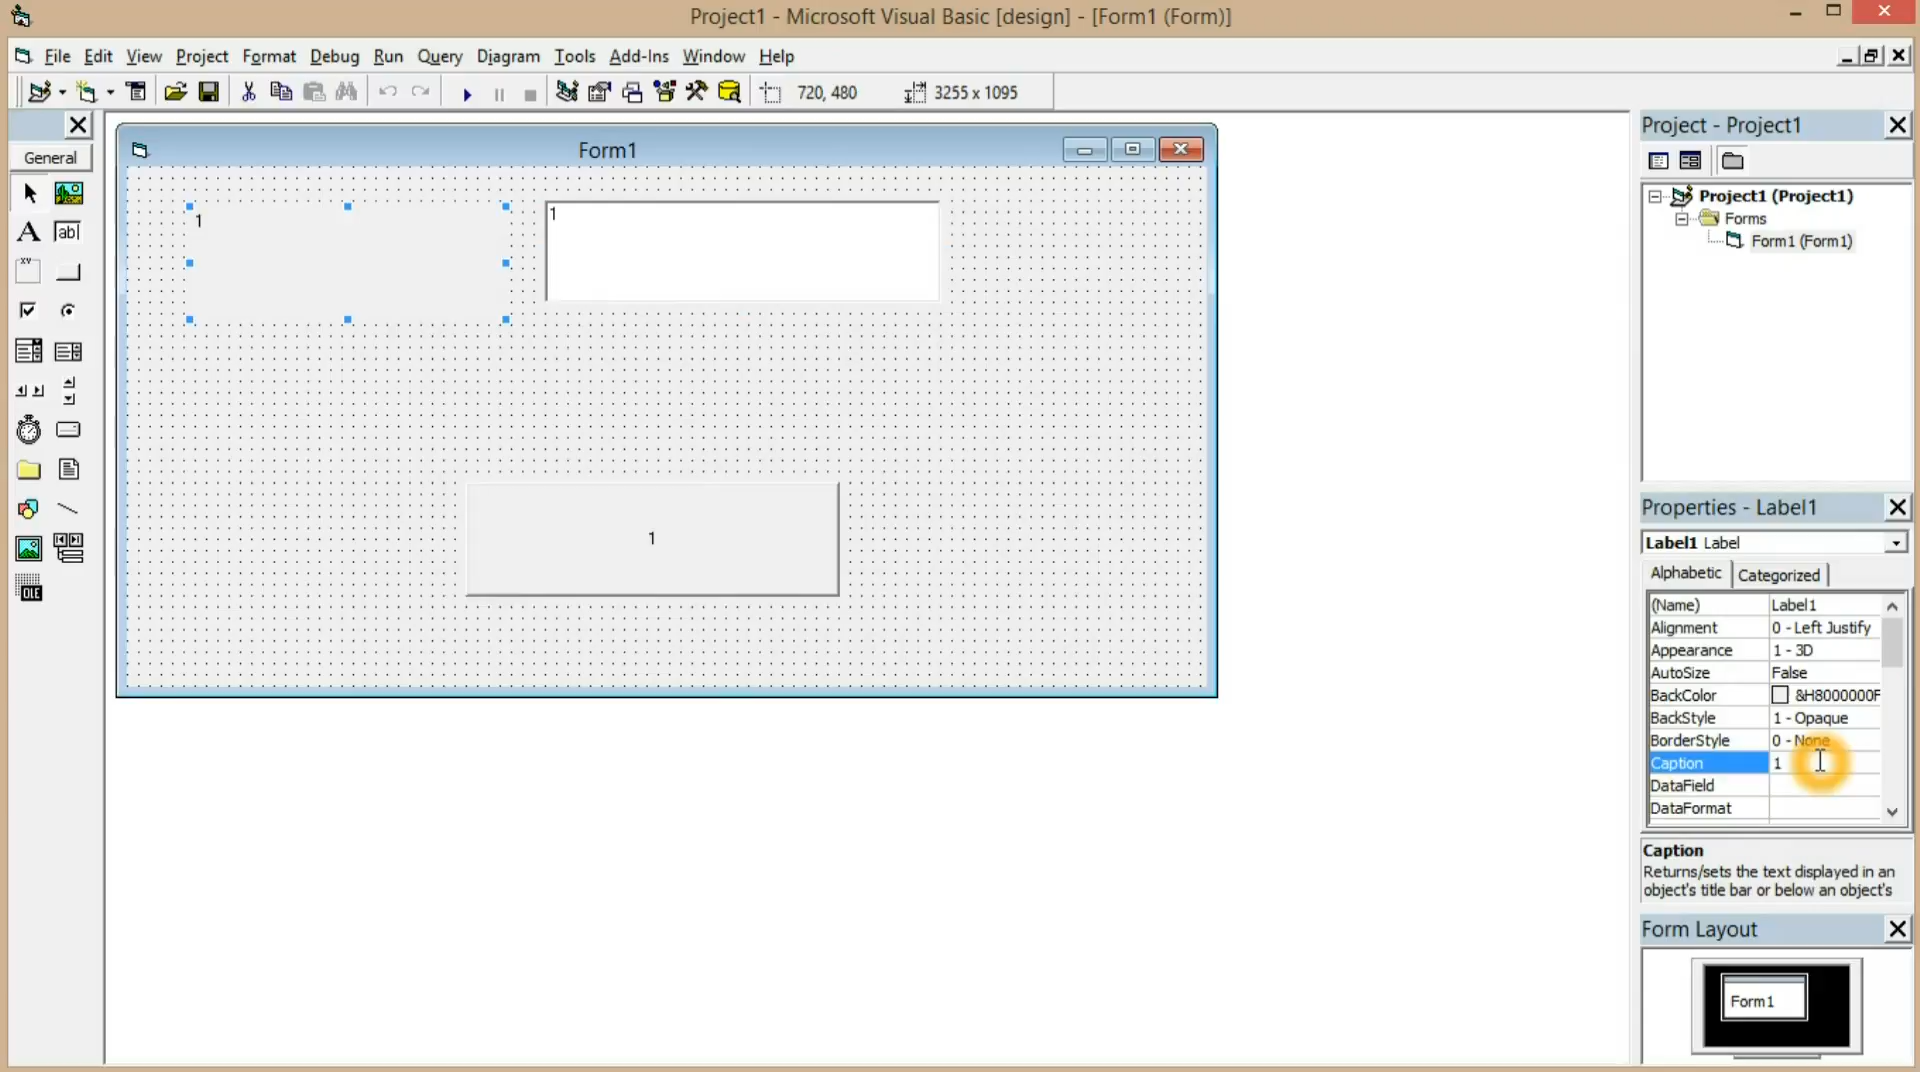 Project1 - Microsoft Visual Basic [design] - [Form1 (Form)]
File Edit View Project Format Debug Run Query Diagram Tools Add-Ins Window Help
720, 480 3255 x 1095
General
A
ab
XY
OLE
Form1
1
1
1
Project - Project1
Project1 (Project1)
Forms
Form1 (Form1)
Properties - Label1
Label1 Label
Alphabetic Categorized
(Name) Label1
Alignment 0 - Left Justify
Appearance 1 - 3D
AutoSize False
BackColor &H8000000F
BackStyle 1 - Opaque
BorderStyle 0 - None
Caption 1
DataField
DataFormat
Caption
Returns/sets the text displayed in an
object's title bar or below an object's
Form Layout
Form1